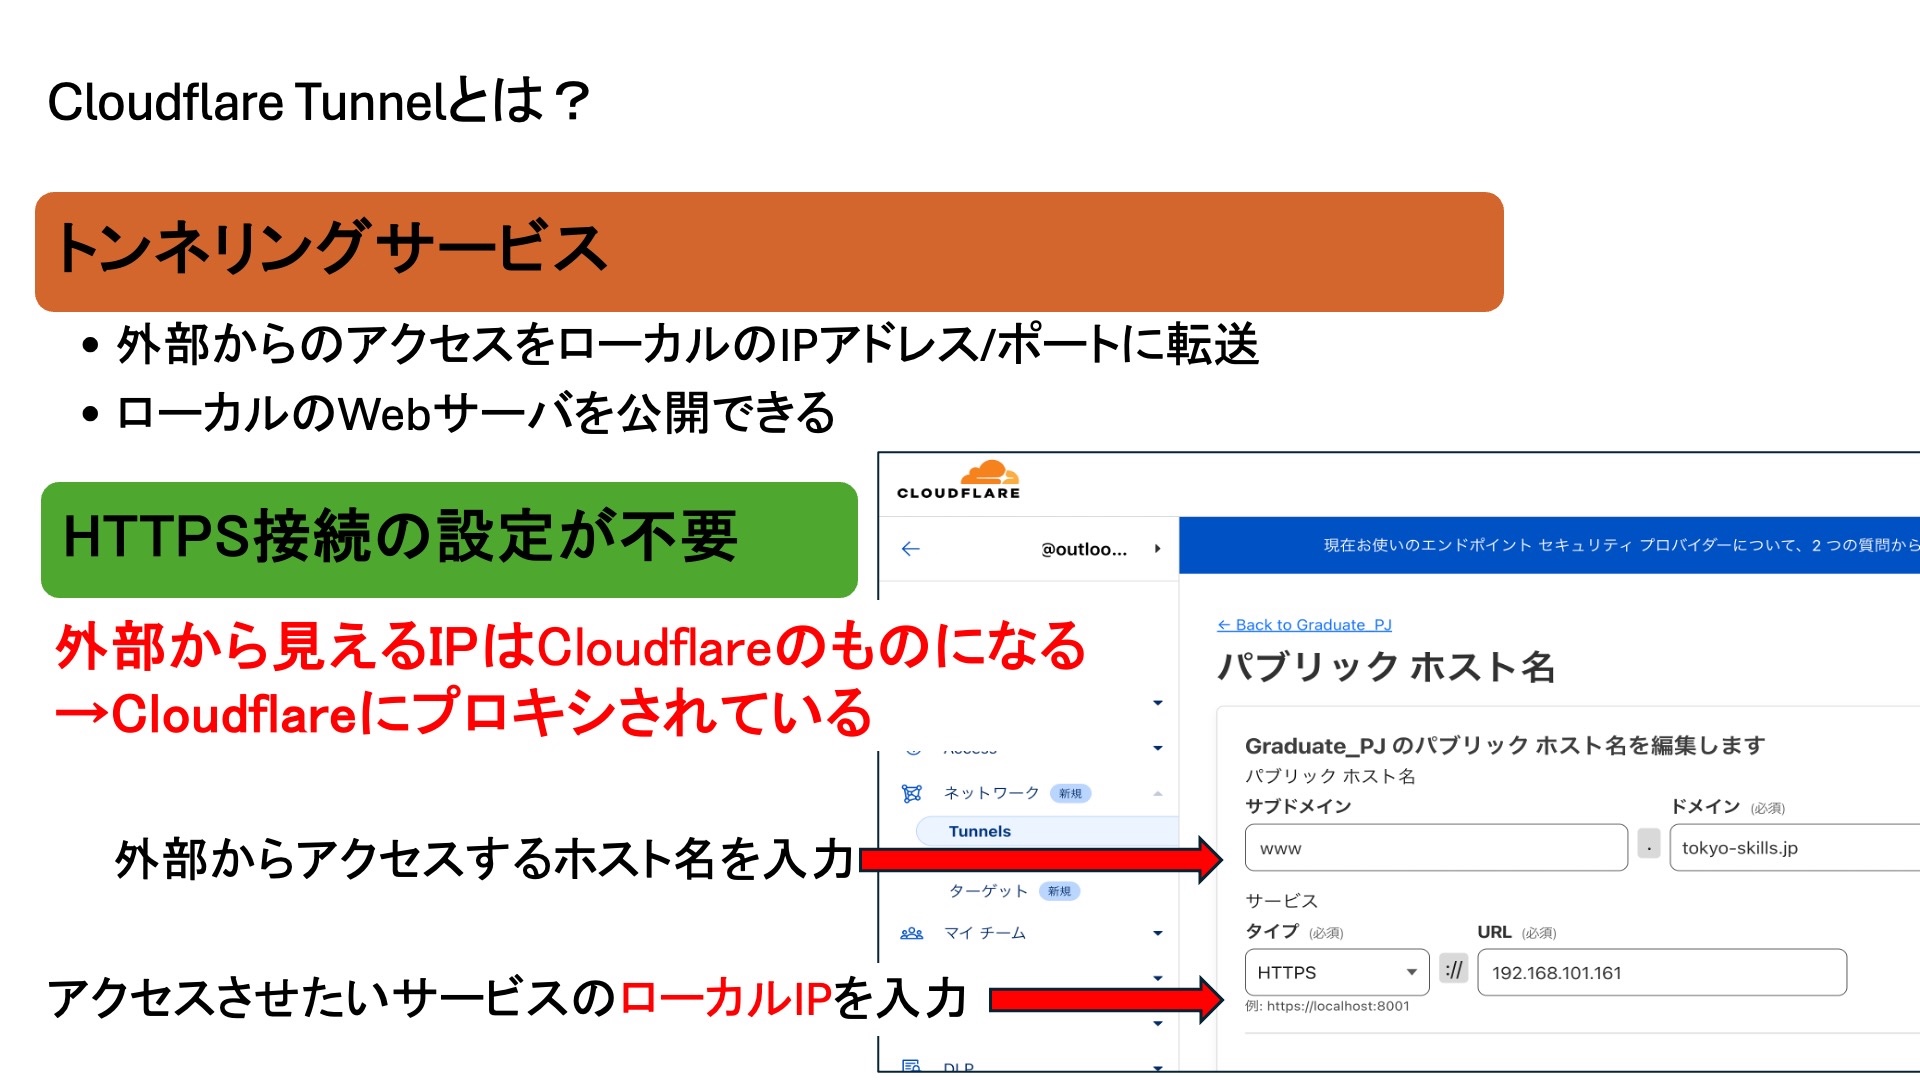 Cloudflare Tunnelとは？
トンネリングサービス
• 外部からのアクセスをローカルのIPアドレス/ポートに転送
• ローカルのWebサーバを公開できる
HTTPS接続の設定が不要
外部から見えるIPはCloudflareのものになる
→Cloudflareにプロキシされている
外部からアクセスするホスト名を入力
アクセスさせたいサービスのローカルIPを入力
CLOUDFLARE
@outloo...
現在お使いのエンドポイント セキュリティ プロバイダーについて、2 つの質問から
← Back to Graduate_PJ
パブリック ホスト名
Access
ネットワーク 新規
Tunnels
ターゲット 新規
マイ チーム
DLP
Graduate_PJ のパブリック ホスト名を編集します
パブリック ホスト名
サブドメイン ドメイン (必須)
www . tokyo-skills.jp
サービス
タイプ (必須) URL (必須)
HTTPS :// 192.168.101.161
例: https://localhost:8001